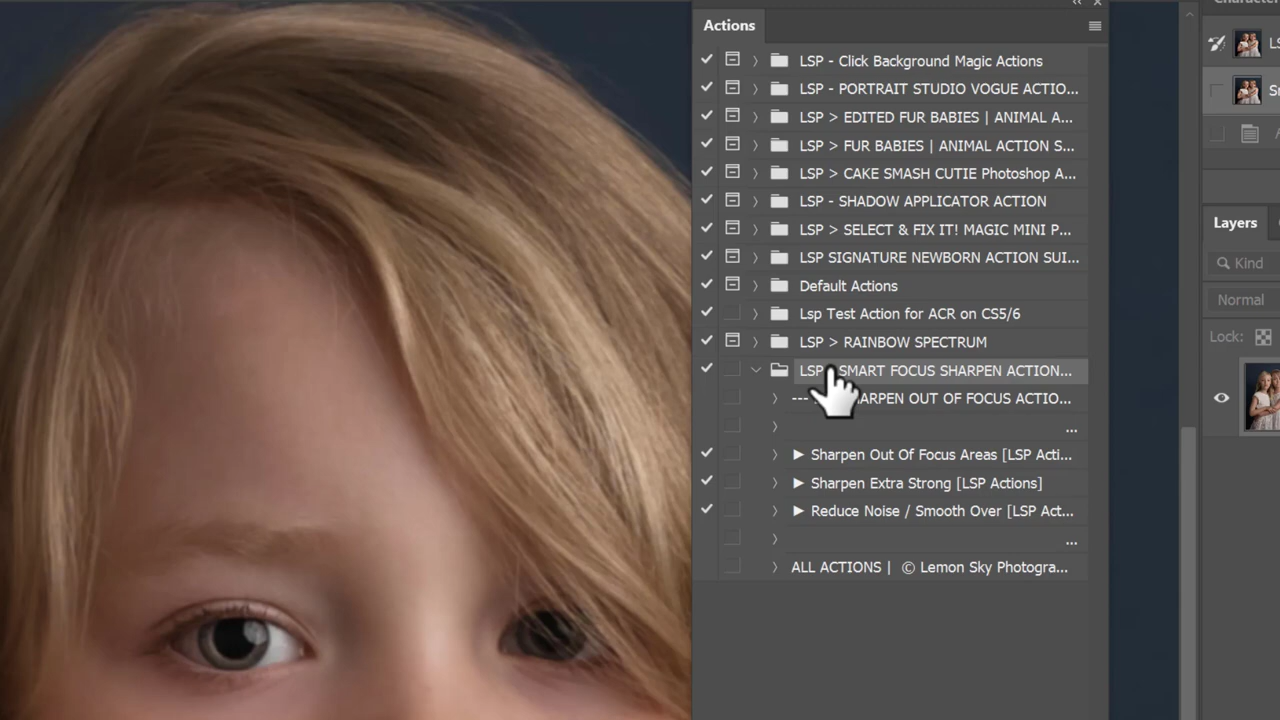 Actions
LSP - Click Background Magic Actions
LSP - PORTRAIT STUDIO VOGUE ACTIO...
LSP > EDITED FUR BABIES | ANIMAL A...
LSP > FUR BABIES | ANIMAL ACTION S...
LSP > CAKE SMASH CUTIE Photoshop A...
LSP - SHADOW APPLICATOR ACTION
LSP > SELECT & FIX IT! MAGIC MINI P...
LSP SIGNATURE NEWBORN ACTION SUI...
Default Actions
Lsp Test Action for ACR on CS5/6
LSP > RAINBOW SPECTRUM
LSP SMART FOCUS SHARPEN ACTION...
--- OUT OF FOCUS ACTIO...
...
► Sharpen Out Of Focus Areas [LSP Acti...
► Sharpen Extra Strong [LSP Actions]
► Reduce Noise / Smooth Over [LSP Act...
...
ALL ACTIONS | © Lemon Sky Photogra...
Layers
Kind
Normal
Lock: